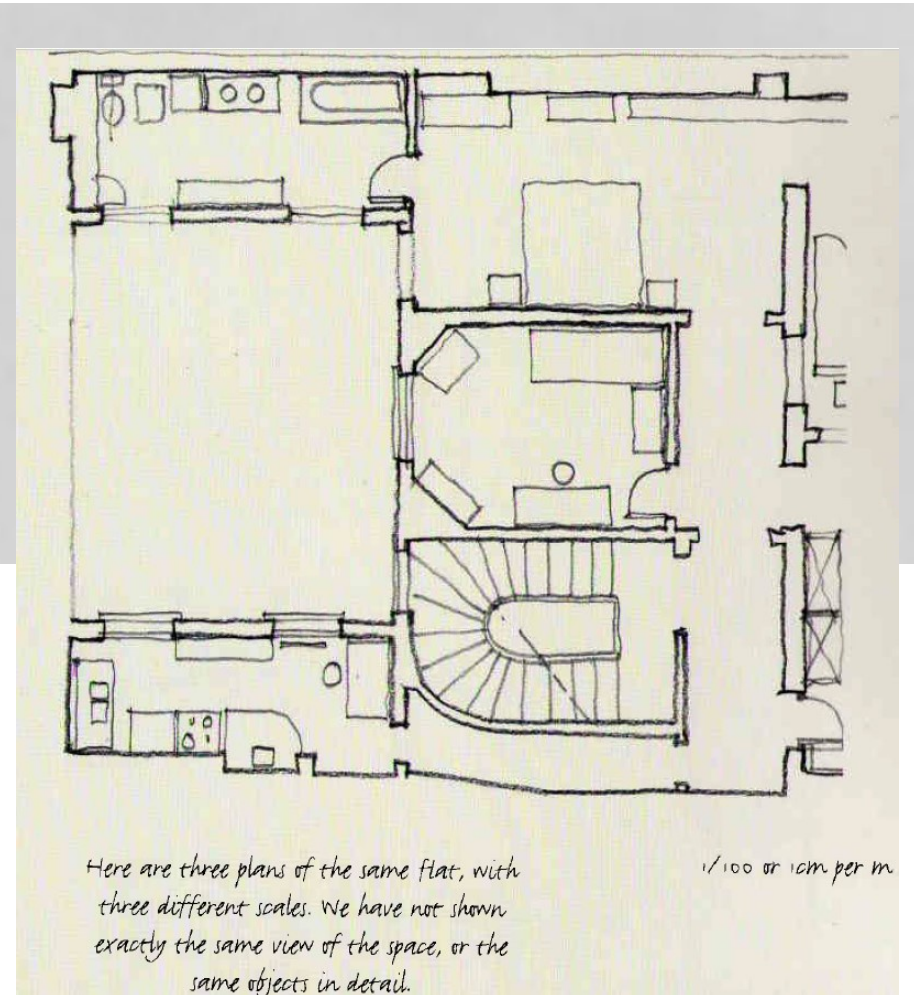 Here are three plans of the same flat, with
three different scales. We have not shown
exactly the same view of the space, or the
same objects in detail.
1/100 or 1cm per m